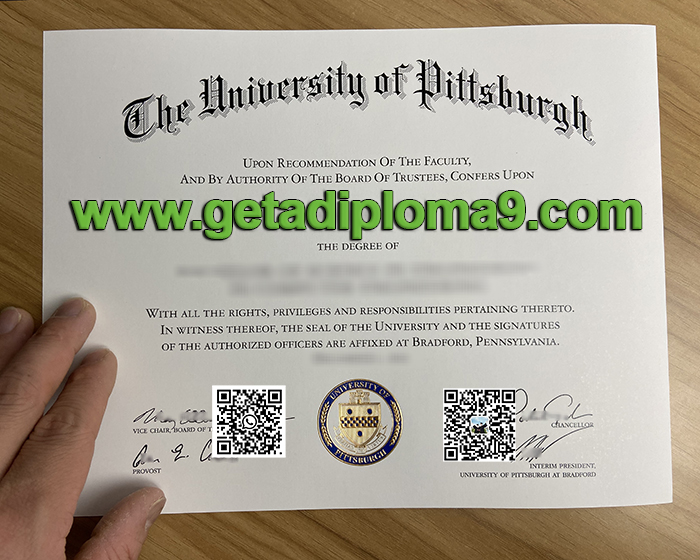 The University of Pittsburgh
UPON RECOMMENDATION OF THE FACULTY,
AND BY AUTHORITY OF THE BOARD OF TRUSTEES, CONFERS UPON
www.getadiploma9.com
THE DEGREE OF
WITH ALL THE RIGHTS, PRIVILEGES AND RESPONSIBILITIES PERTAINING THERETO.
IN WITNESS THEREOF, THE SEAL OF THE UNIVERSITY AND THE SIGNATURES
OF THE AUTHORIZED OFFICERS ARE AFFIXED AT BRADFORD, PENNSYLVANIA.
VICE CHAIR, BOARD OF
PROVOST
UNIVERSITY OF
PITTSBURGH
CHANCELLOR
INTERIM PRESIDENT,
UNIVERSITY OF PITTSBURGH AT BRADFORD